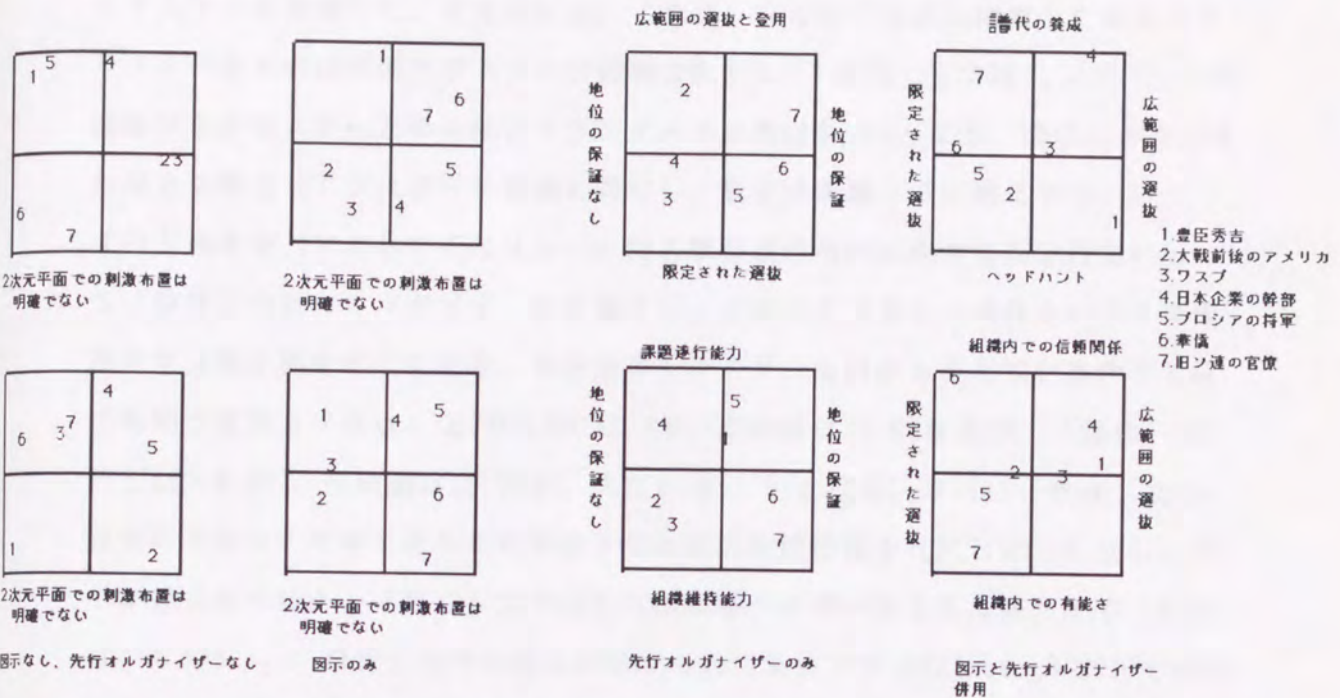 広範囲の選抜と登用
譜代の養成
1 5 4
23
6
7
2次元平面での刺激布置は
明確でない
1
6
7
2
5
3 4
2次元平面での刺激布置は
明確でない
地位の保証なし
2
7
4
6
3
5
地位の保証
限定された選抜
限定された選抜
4
7
6
3
5
2
1
広範囲の選抜
ヘッドハント
1.豊臣秀吉
2.大戦前後のアメリカ
3.ワスプ
4.日本企業の幹部
5.プロシアの将軍
6.華僑
7.旧ソ連の官僚
4
7
6 3
5
1
2
2次元平面での刺激布置は
明確でない
図示なし、先行オルガナイザーなし
1
5
4
3
2
6
7
2次元平面での刺激布置は
明確でない
図示のみ
課題遂行能力
地位の保証なし
5
4
1
2
6
3
7
地位の保証
組織維持能力
先行オルガナイザーのみ
組織内での信頼関係
限定された選抜
6
4
1
2 3
5
7
広範囲の選抜
組織内での有能さ
図示と先行オルガナイザー
併用